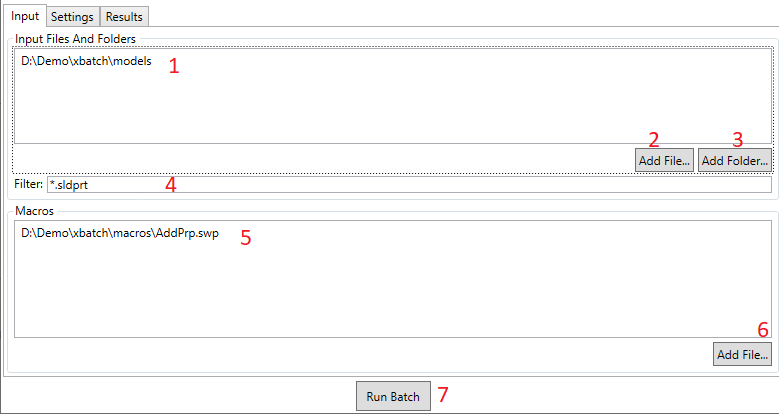 Input Settings Results
Input Files And Folders
D:\Demo\xbatch\models 1
2 3
Add File... Add Folder...
Filter: *.sldprt 4
Macros
D:\Demo\xbatch\macros\AddPrp.swp 5
6
Add File...
Run Batch 7